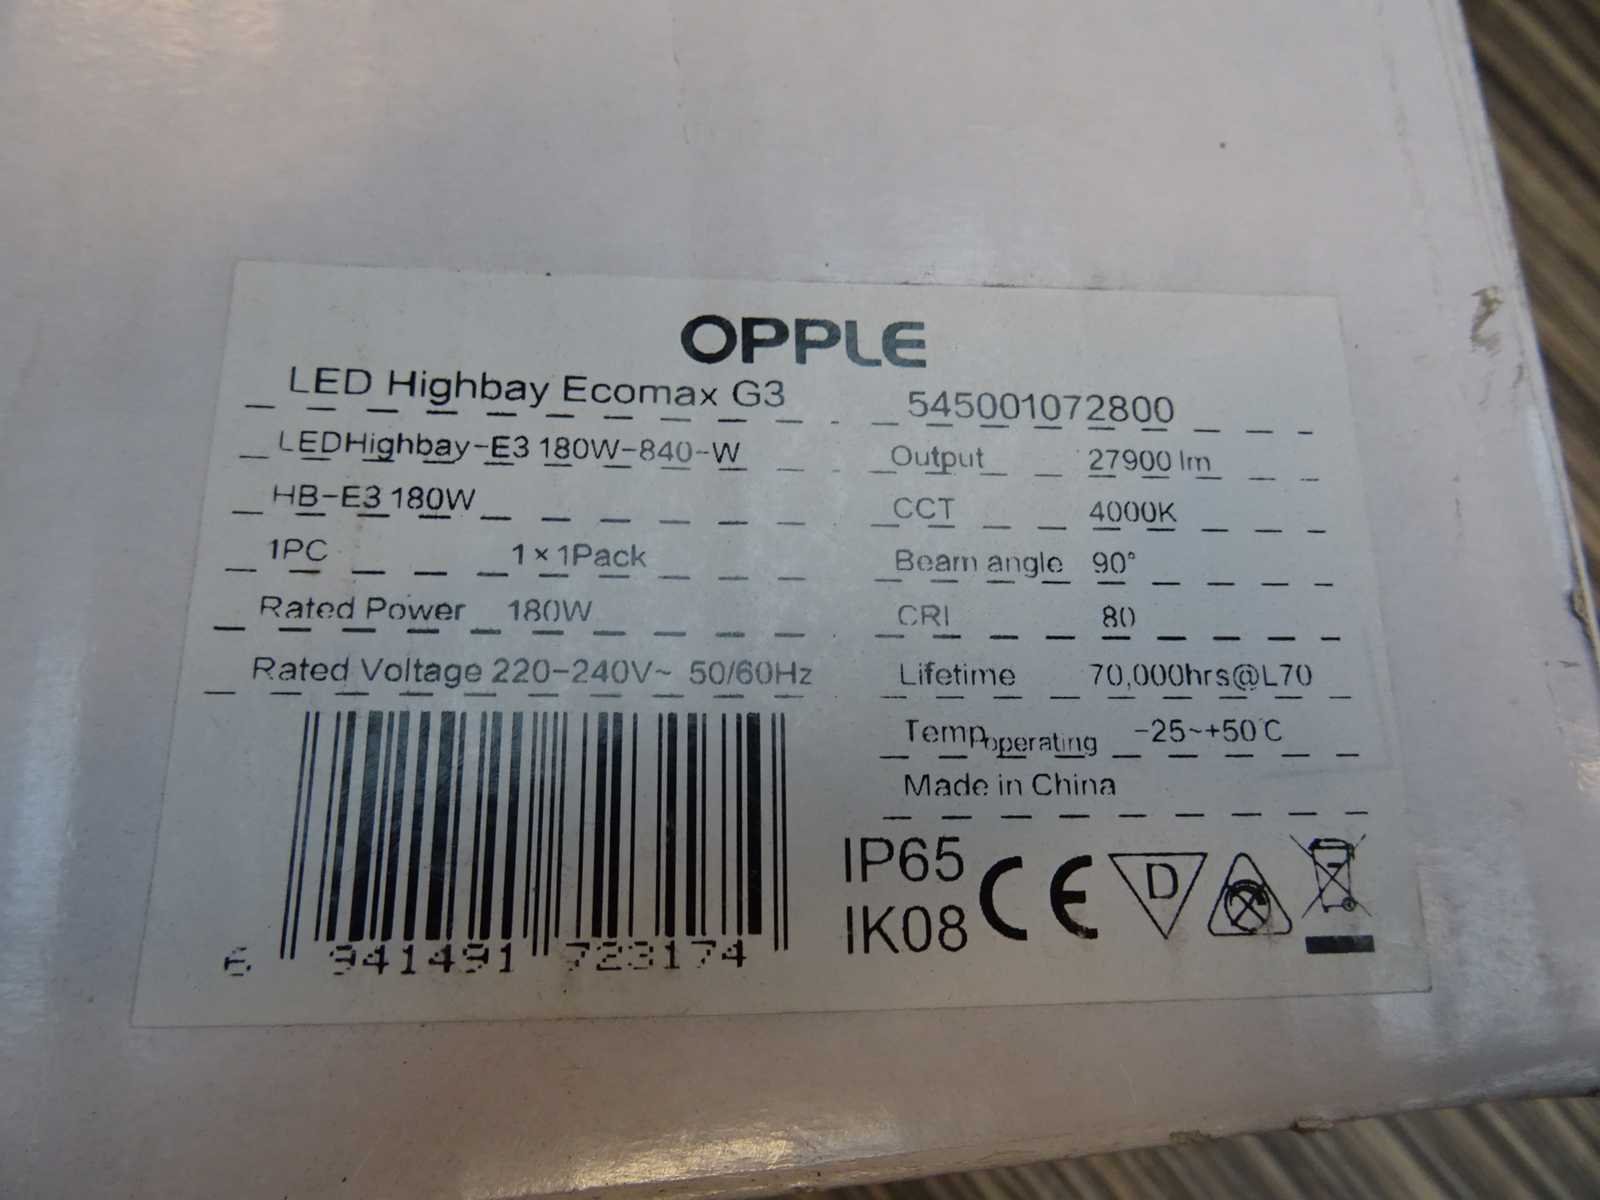 OPPLE
LED Highbay Ecomax G3
LEDHighbay-E3 180W-840-W
HB-E3 180W
1PC 1×1Pack
Rated Power 180W
Rated Voltage 220-240V~ 50/60Hz
6 941491 723174
545001072800
Output 27900 lm
CCT 4000K
Beam angle 90°
CRI 80
Lifetime 70,000hrs@L70
Temp operating -25~+50°C
Made in China
IP65
IK08
CE
D